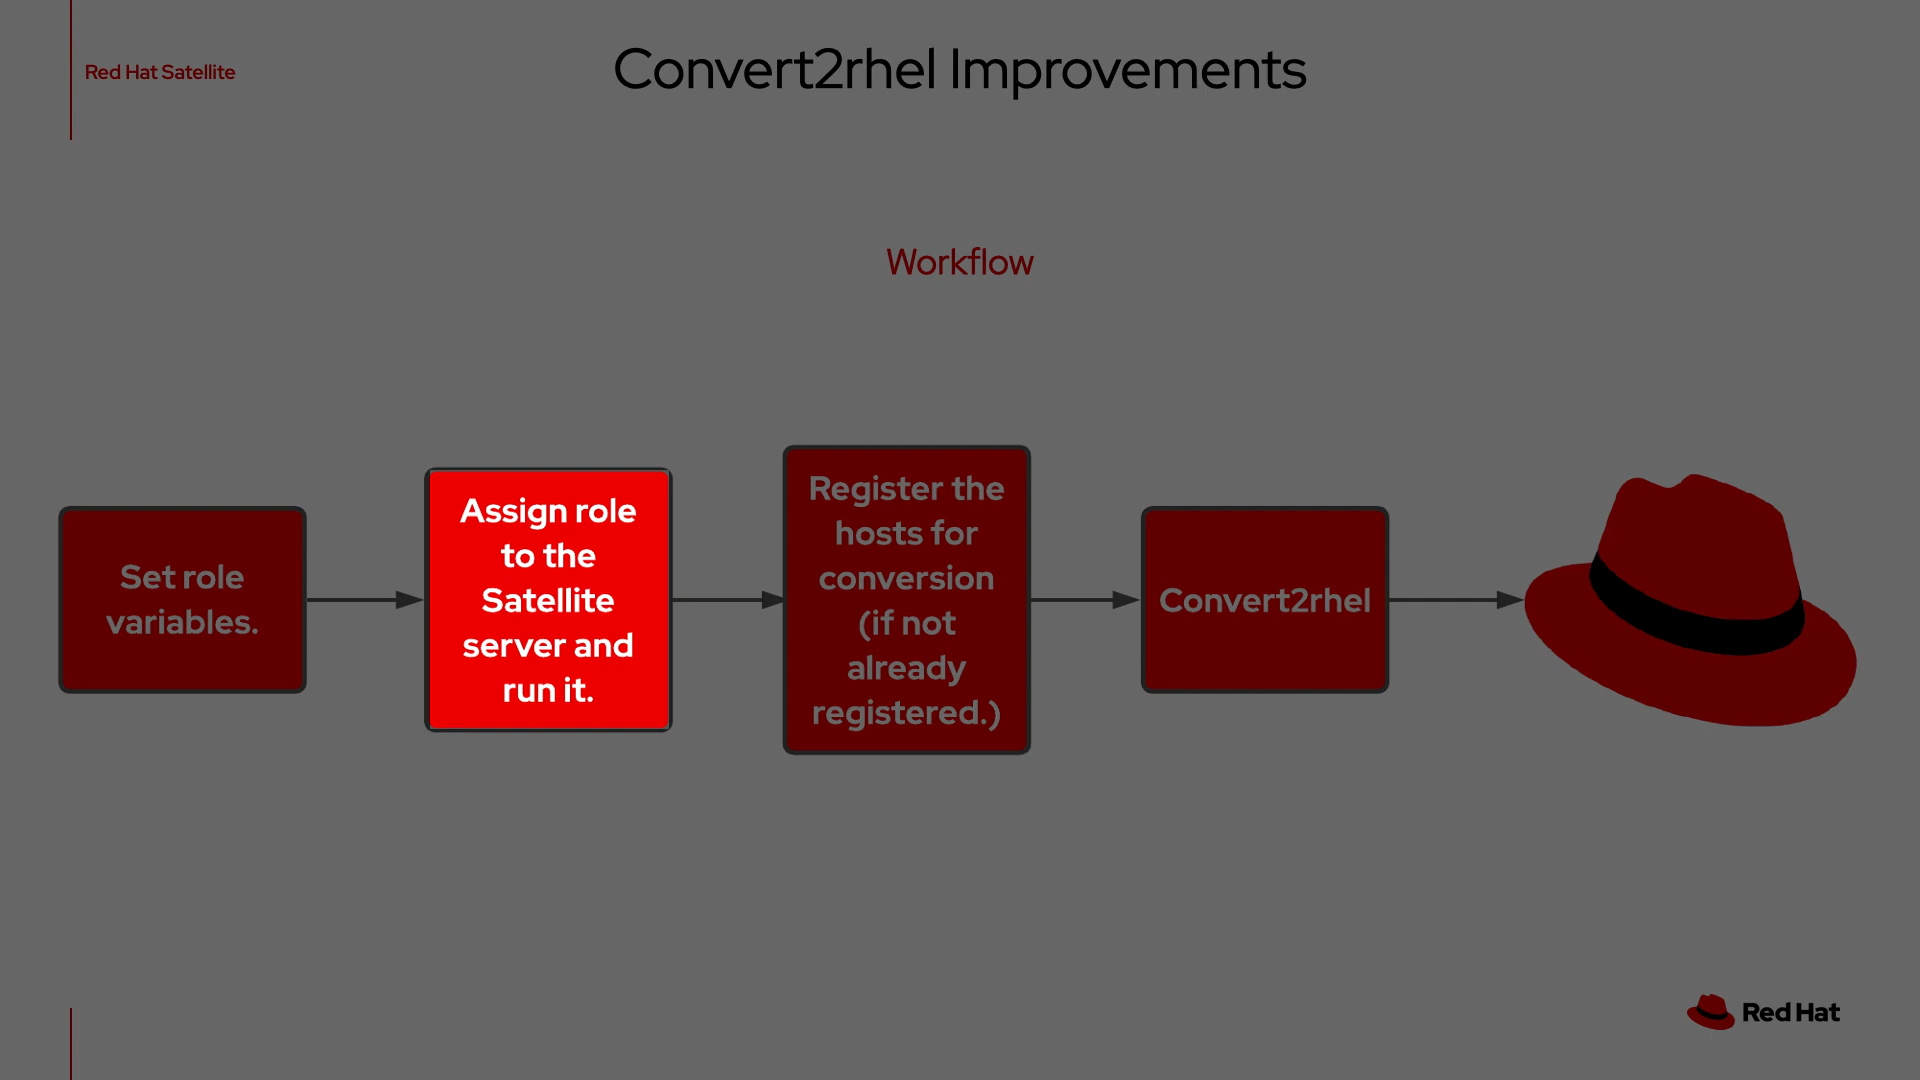 Red Hat Satellite
Convert2rhel Improvements
Workflow
Set role
variables.
Assign role
to the
Satellite
server and
run it.
Register the
hosts for
conversion
(if not
already
registered.)
Convert2rhel
Red Hat